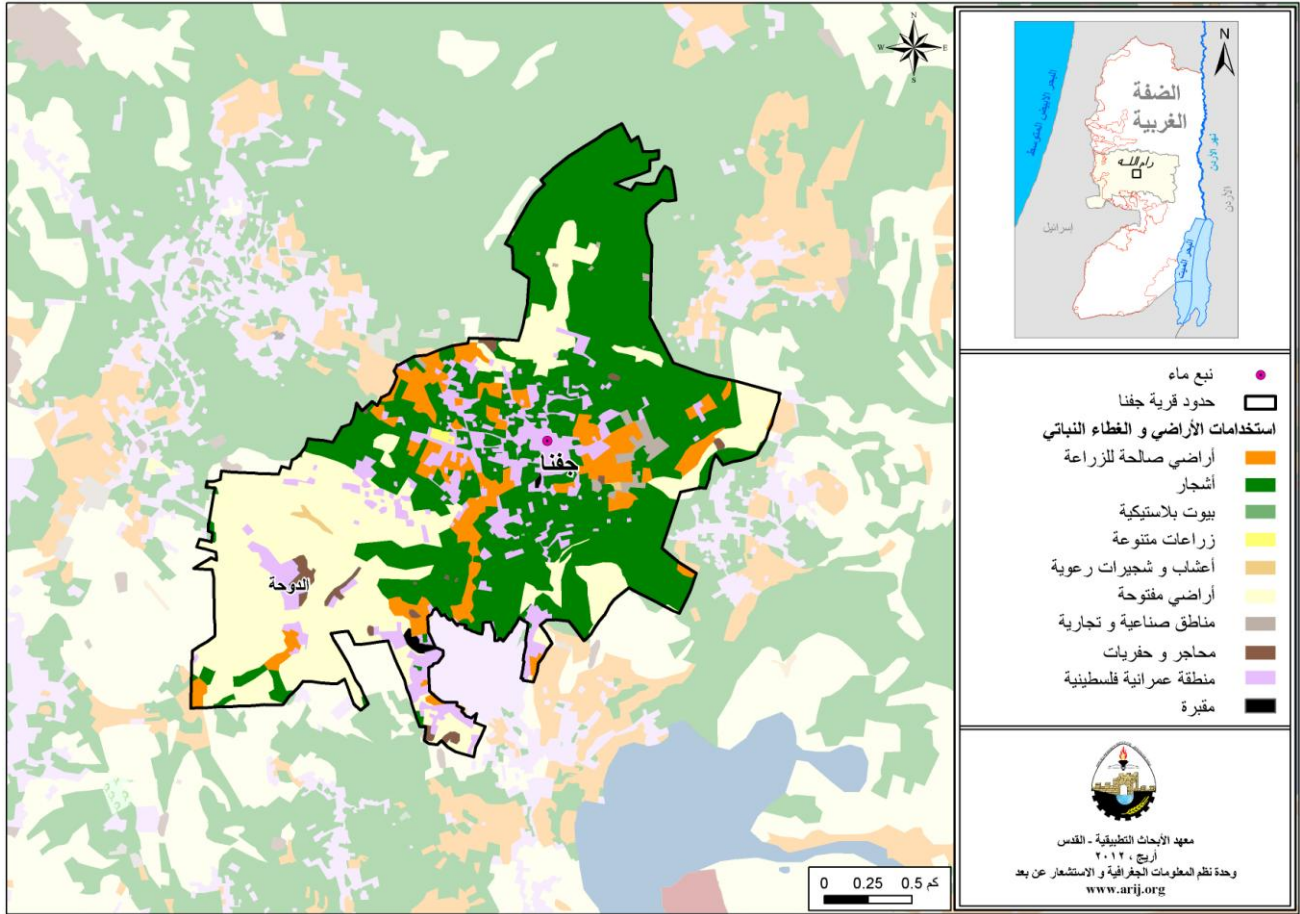 N
W
E
S
جفنا
الدوحة
0 0.25 0.5 كم
N
الضفة
الغربية
البحر الابيض المتوسط
نهر الأردن
رام الله
الأردن
إسرائيل
البحر الميت
نبع ماء
حدود قرية جفنا
استخدامات الأراضي و الغطاء النباتي
أراضي صالحة للزراعة
أشجار
بيوت بلاستيكية
زراعات متنوعة
أعشاب و شجيرات رعوية
أراضي مفتوحة
مناطق صناعية و تجارية
محاجر و حفريات
منطقة عمرانية فلسطينية
مقبرة
معهد الأبحاث التطبيقية - القدس
أريج ، ٢٠١٢
وحدة نظم المعلومات الجغرافية و الاستشعار عن بعد
www.arij.org